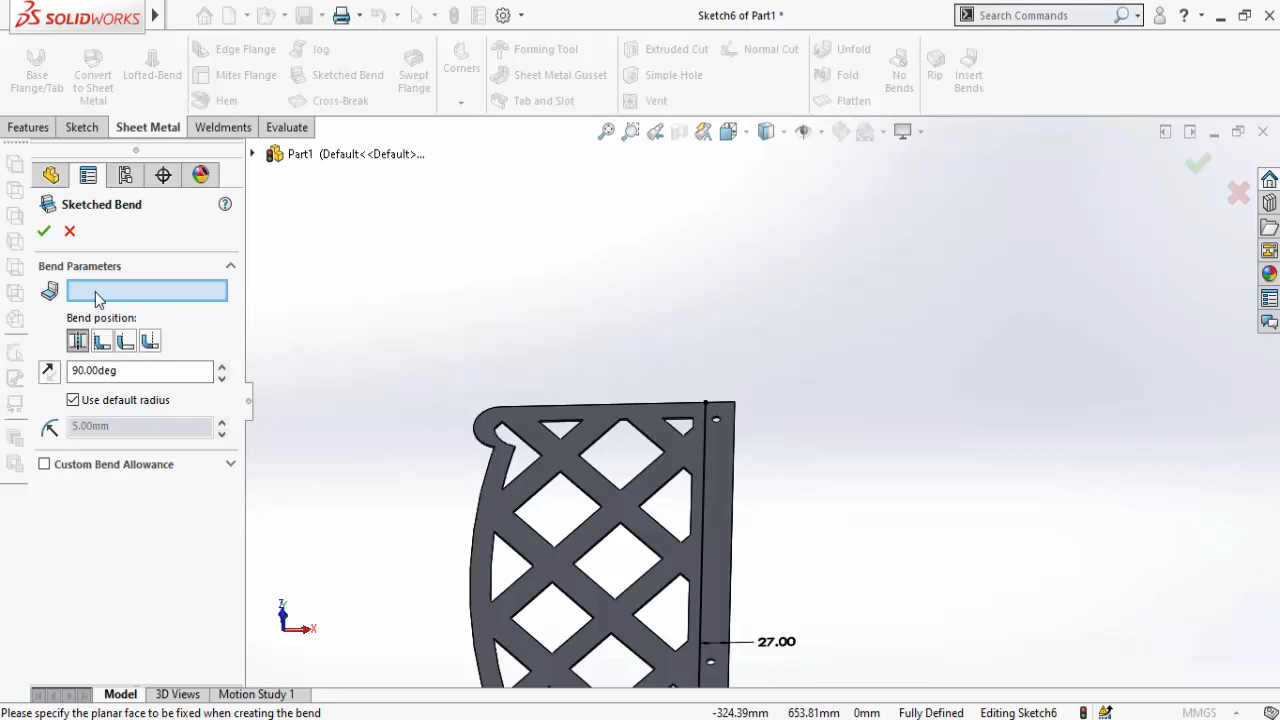 SOLIDWORKS
Sketch6 of Part1 *
Search Commands
Base Flange/Tab
Convert to Sheet Metal
Lofted-Bend
Edge Flange
Miter Flange
Hem
Jog
Sketched Bend
Cross-Break
Swept Flange
Corners
Forming Tool
Sheet Metal Gusset
Tab and Slot
Extruded Cut
Simple Hole
Vent
Normal Cut
Unfold
Fold
Flatten
No Bends
Rip
Insert Bends
Features
Sketch
Sheet Metal
Weldments
Evaluate
Part1 (Default<<Default>...
Sketched Bend
Bend Parameters
Bend position:
90.00deg
Use default radius
5.00mm
Custom Bend Allowance
27.00
Z
X
Model
3D Views
Motion Study 1
Please specify the planar face to be fixed when creating the bend
-324.39mm
653.81mm
0mm
Fully Defined
Editing Sketch6
MMGS